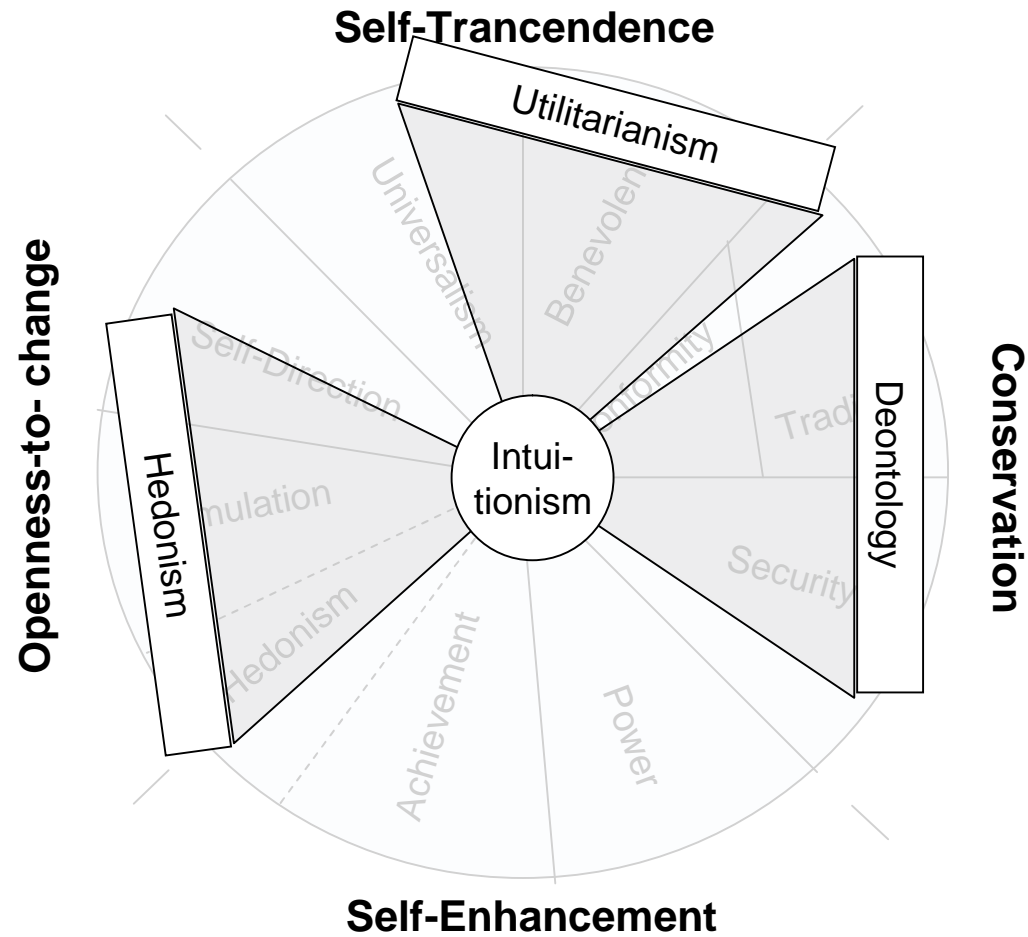 Self-Trancendence
Utilitarianism
Universalism
Benevolen
Openness-to- change
Self-Direction
onformity
Tradi
Conservation
Deontology
Intui-
tionism
Hedonism
mulation
Security
Hedonism
Achievement
Power
Self-Enhancement